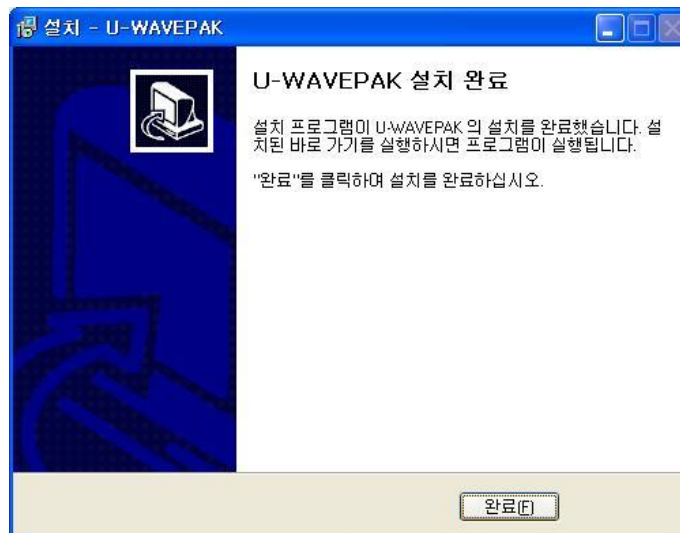 설치 - U-WAVEPAK
U-WAVEPAK 설치 완료
설치 프로그램이 U-WAVEPAK 의 설치를 완료했습니다. 설
치된 바로 가기를 실행하시면 프로그램이 실행됩니다.
"완료"를 클릭하여 설치를 완료하십시오.
완료(F)